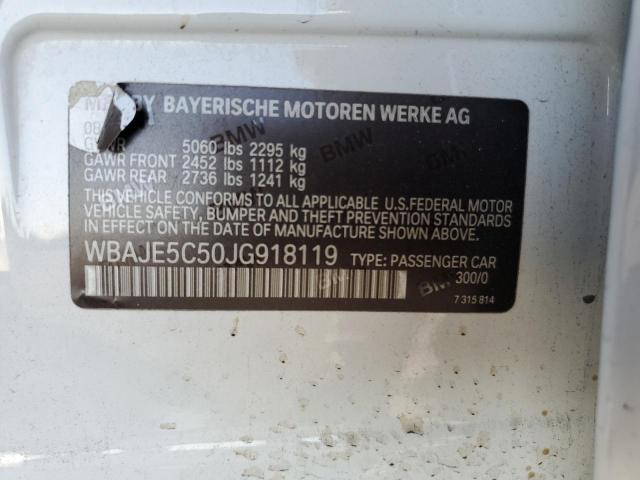 BY BAYERISCHE MOTOREN WERKE AG
GVWR 5060 lbs 2295 kg
GAWR FRONT 2452 lbs 1112 kg
GAWR REAR 2736 lbs 1241 kg
THIS VEHICLE CONFORMS TO ALL APPLICABLE U.S.FEDERAL MOTOR
VEHICLE SAFETY, BUMPER AND THEFT PREVENTION STANDARDS
IN EFFECT ON THE DATE OF MANUFACTURE SHOWN ABOVE.
WBAJE5C50JG918119 TYPE: PASSENGER CAR
300/0
7 315 814